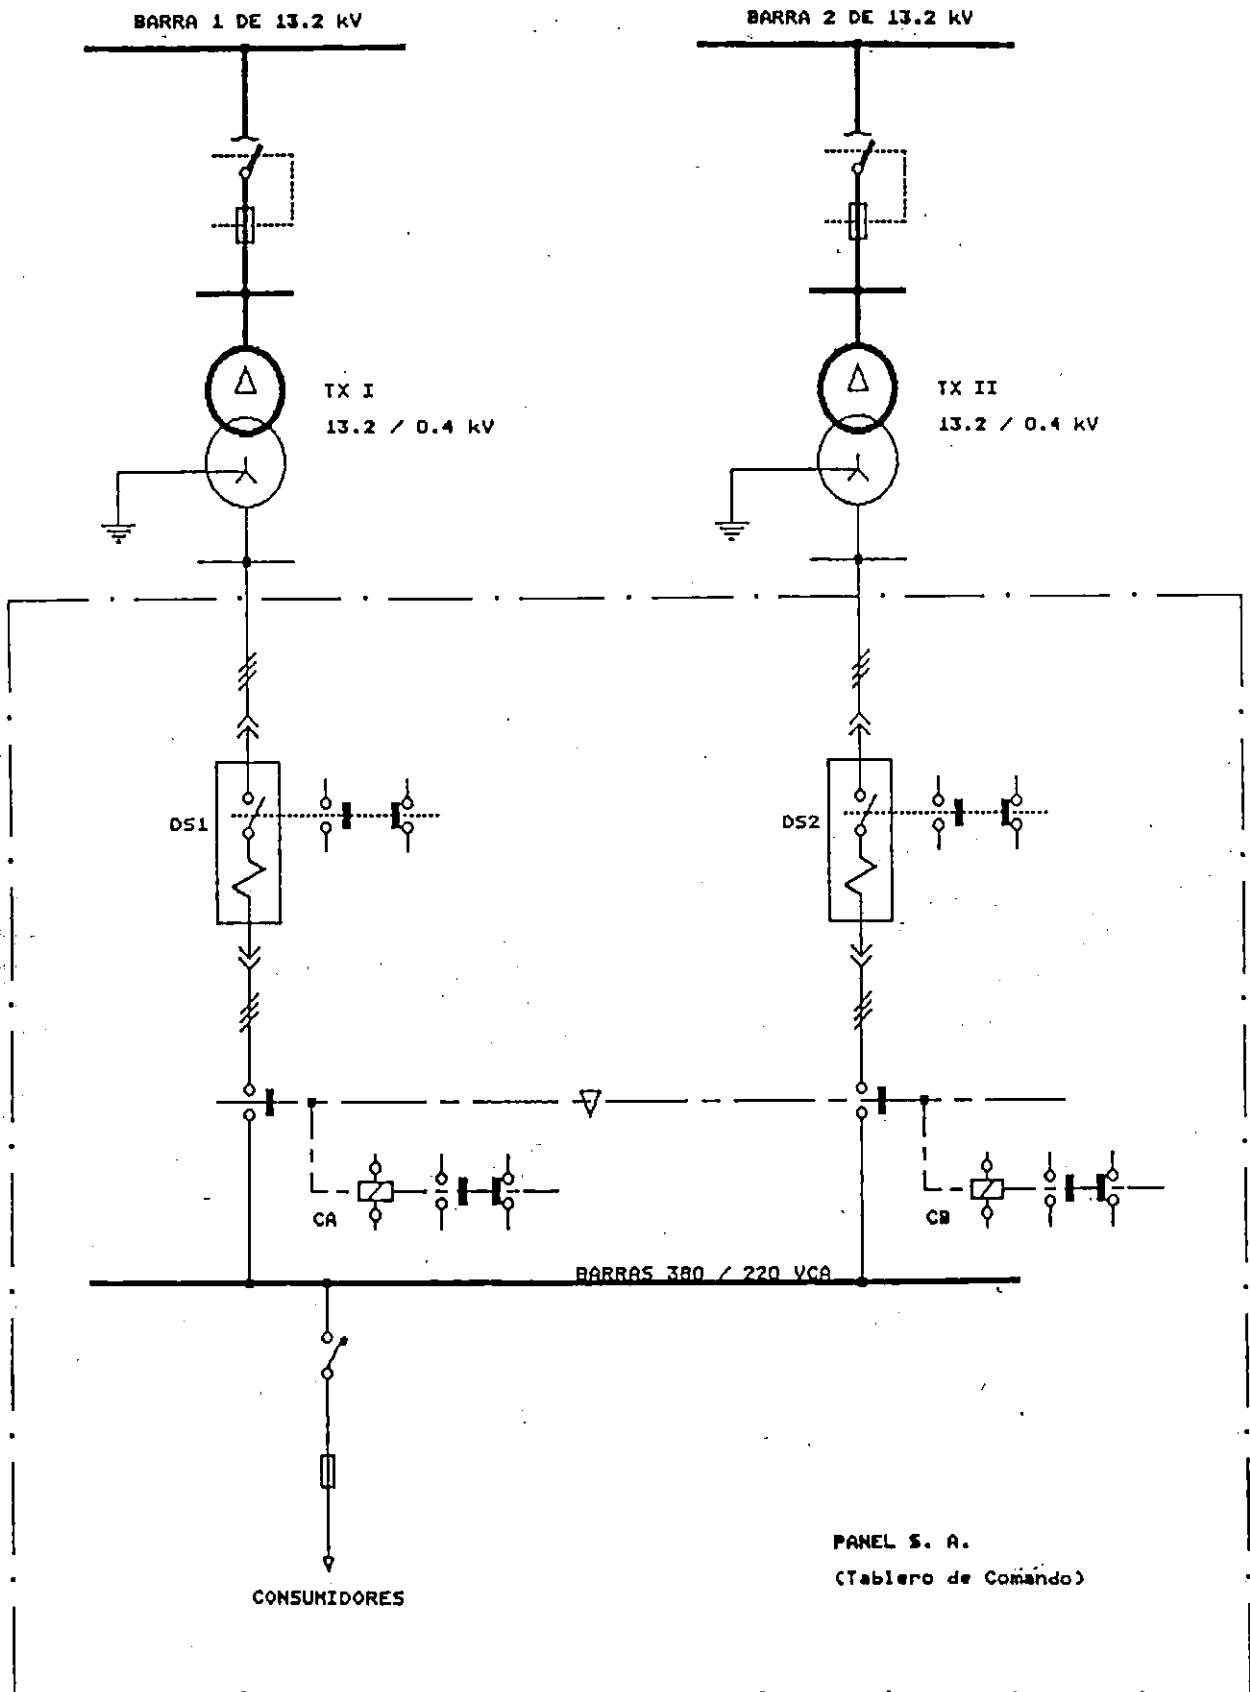 BARRA 1 DE 13.2 kV
BARRA 2 DE 13.2 kV
TX I
13.2 / 0.4 kV
TX II
13.2 / 0.4 kV
DS1
DS2
CA
CB
BARRAS 380 / 220 VCA
CONSUMIDORES
PANEL S. A.
(Tablero de Comando)